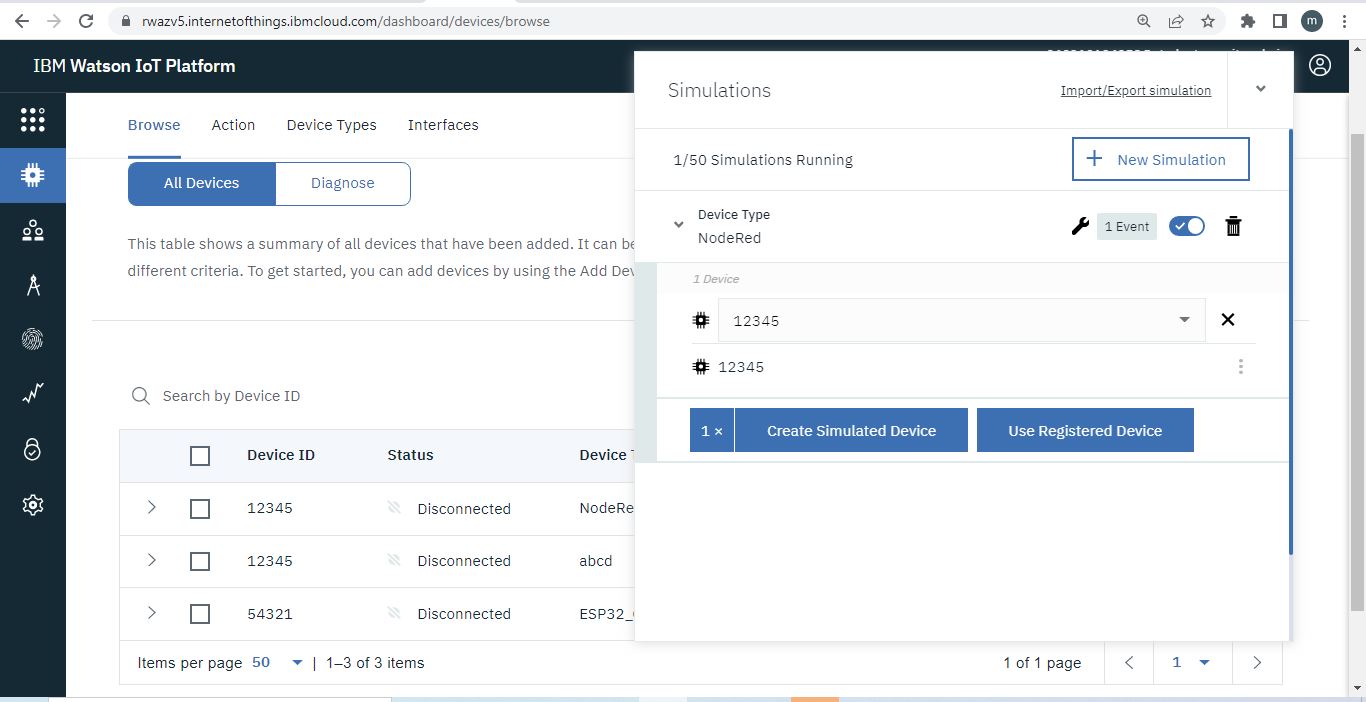 rwazv5.internetofthings.ibmcloud.com/dashboard/devices/browse
m
IBM Watson IoT Platform
Browse Action Device Types Interfaces
All Devices Diagnose
This table shows a summary of all devices that have been added. It can be
different criteria. To get started, you can add devices by using the Add Dev
Search by Device ID
Device ID Status Device
12345 Disconnected NodeRe
12345 Disconnected abcd
54321 Disconnected ESP32_
Items per page 50 | 1–3 of 3 items 1 of 1 page 1
Simulations Import/Export simulation
1/50 Simulations Running + New Simulation
Device Type
NodeRed 1 Event
1 Device
12345
12345
1 × Create Simulated Device Use Registered Device